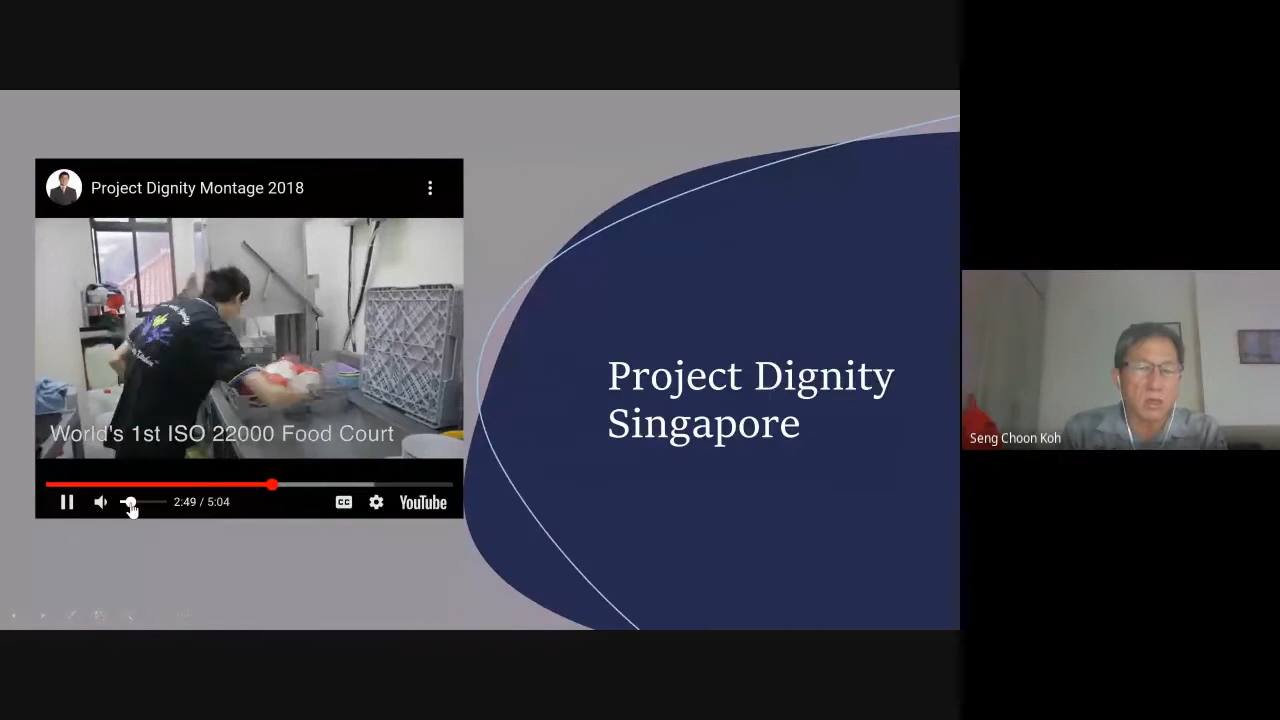 Project Dignity Montage 2018
World's 1st ISO 22000 Food Court
2:49 / 5:04
CC
YouTube
Project Dignity
Singapore
Seng Choon Koh